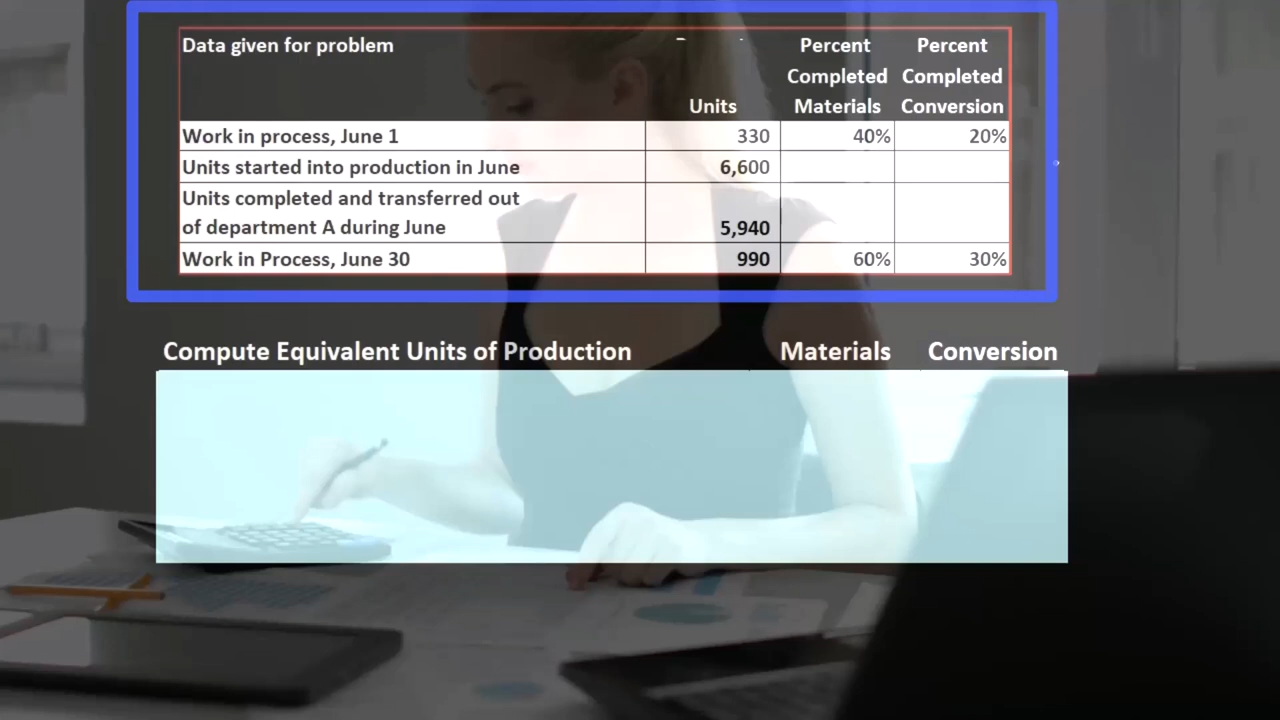 Data given for problem
Units
Percent Completed Materials
Percent Completed Conversion
Work in process, June 1 330 40% 20%
Units started into production in June 6,600
Units completed and transferred out
of department A during June 5,940
Work in Process, June 30 990 60% 30%
Compute Equivalent Units of Production Materials Conversion